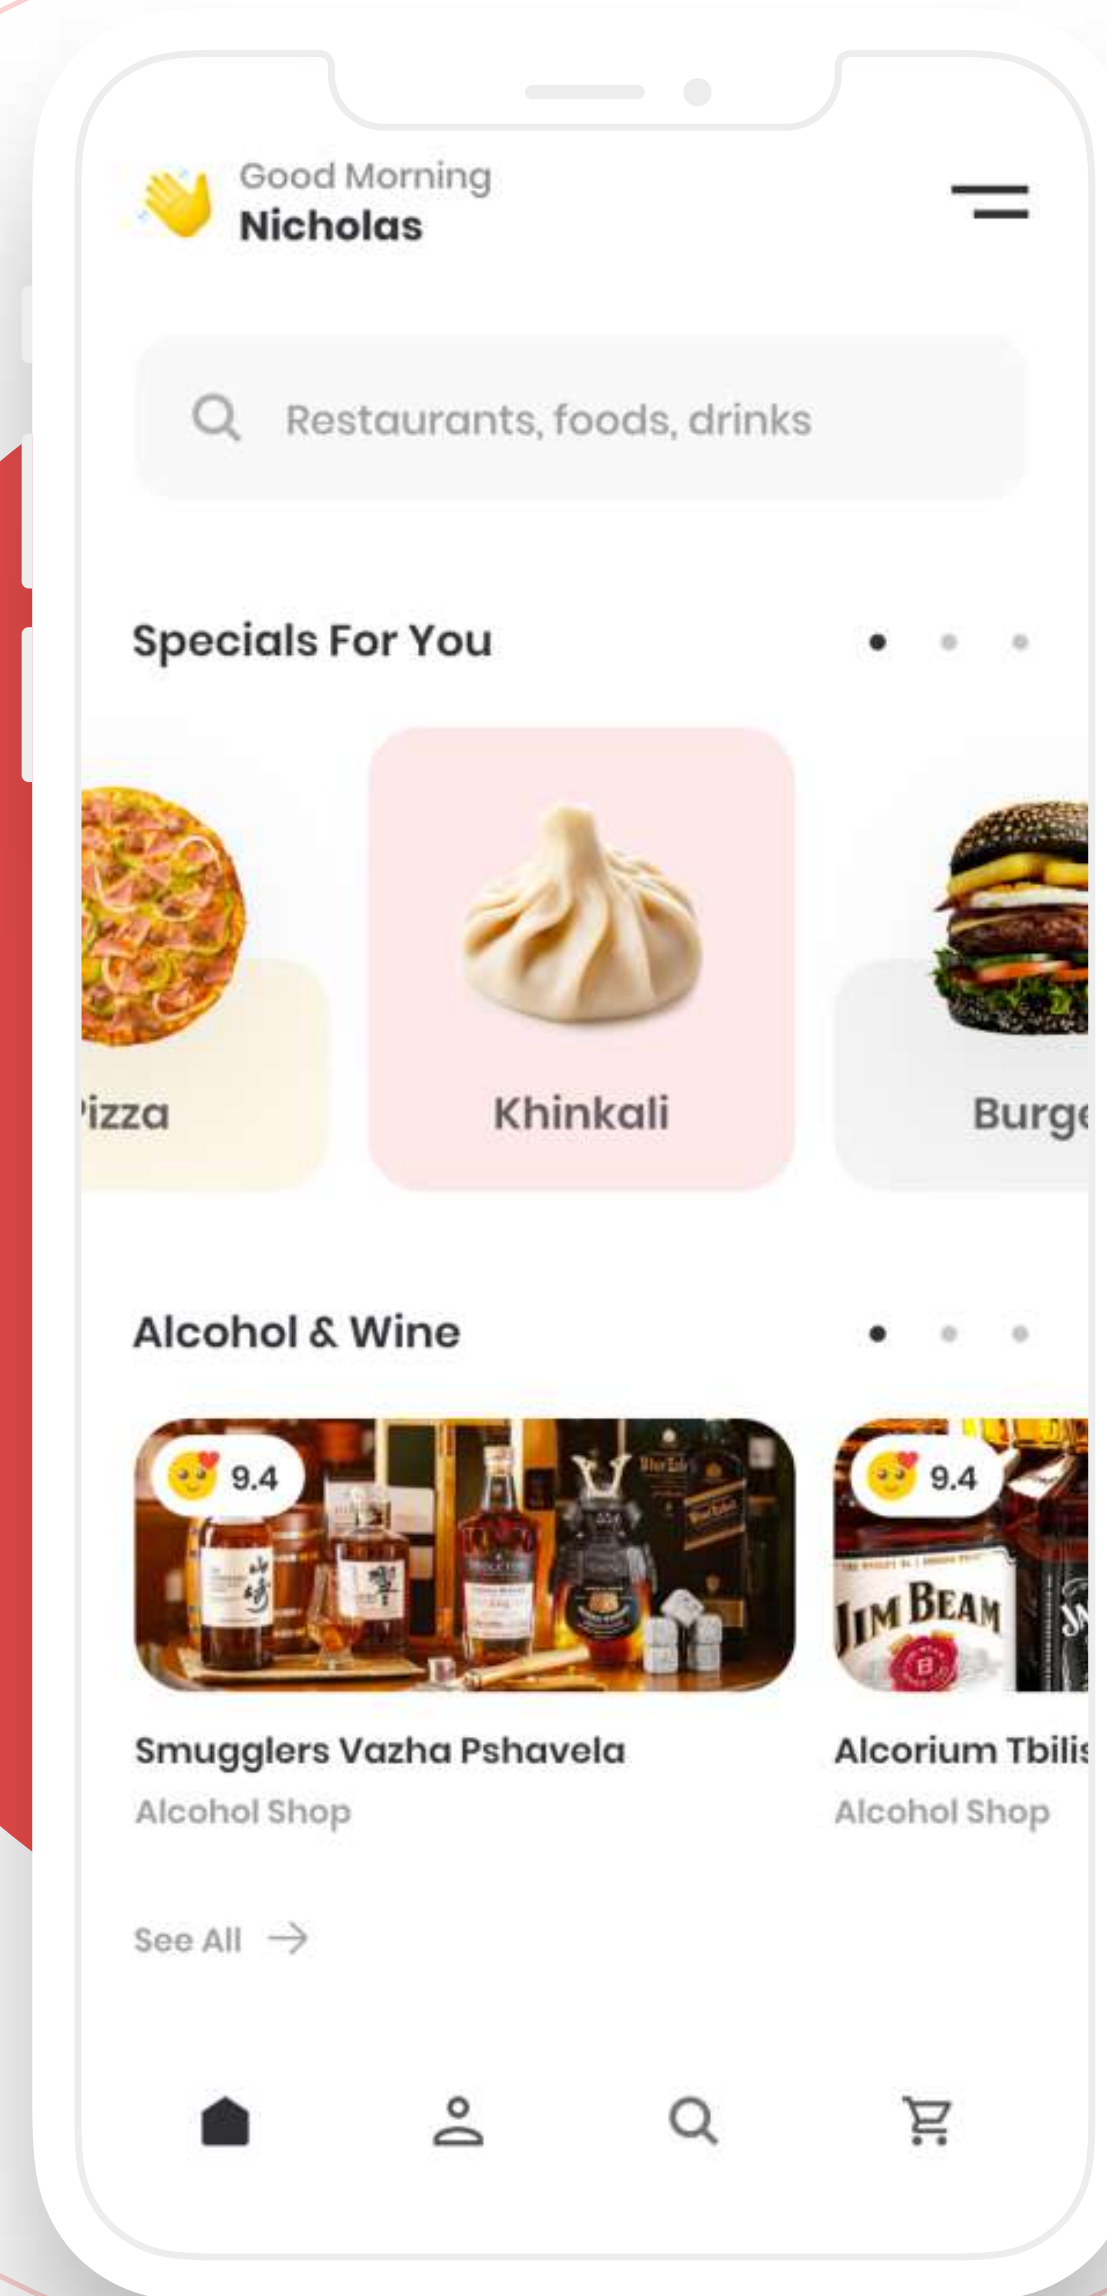 Good Morning
Nicholas
Restaurants, foods, drinks
Specials For You
izza
Khinkali
Burge
Alcohol & Wine
9.4
9.4
JIM BEAM
Smugglers Vazha Pshavela
Alcorium Tbilis
Alcohol Shop
Alcohol Shop
See All